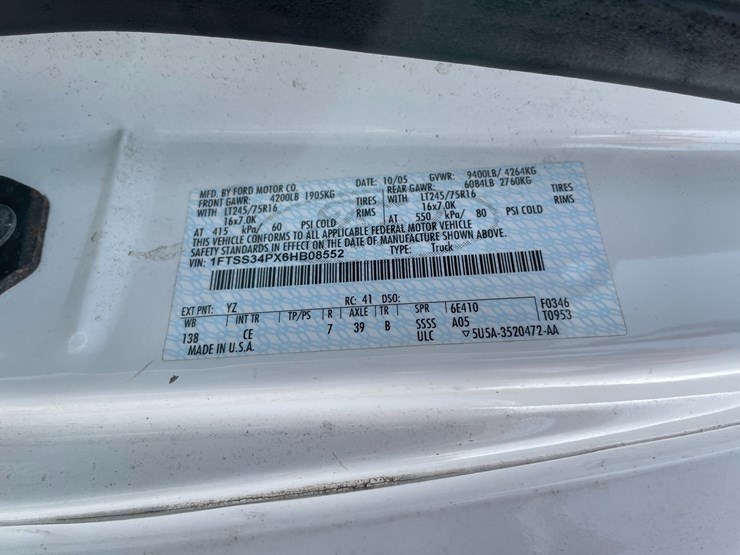 MFD. BY FORD MOTOR CO. DATE: 10/05 GVWR: 9400LB/ 4264KG
FRONT GAWR: 4200LB 1905KG REAR GAWR: 6084LB 2760KG
WITH LT245/75R16 TIRES WITH LT245/75R16 TIRES
16x7.0K RIMS 16x7.0K RIMS
AT 415 kPa/ 60 PSI COLD AT 550 kPa/ 80 PSI COLD
THIS VEHICLE CONFORMS TO ALL APPLICABLE FEDERAL MOTOR VEHICLE
SAFETY STANDARDS IN EFFECT ON THE DATE OF MANUFACTURE SHOWN ABOVE.
VIN: 1FTSS34PX6HB08552 TYPE: Truck
EXT PNT: YZ RC: 41 DSO: F0346
WB INT TR TP/PS R AXLE TR SPR 6E410 T0953
138 CE 7 39 B SSSS A05
MADE IN U.S.A. ULC ▽5U5A-3520472-AA